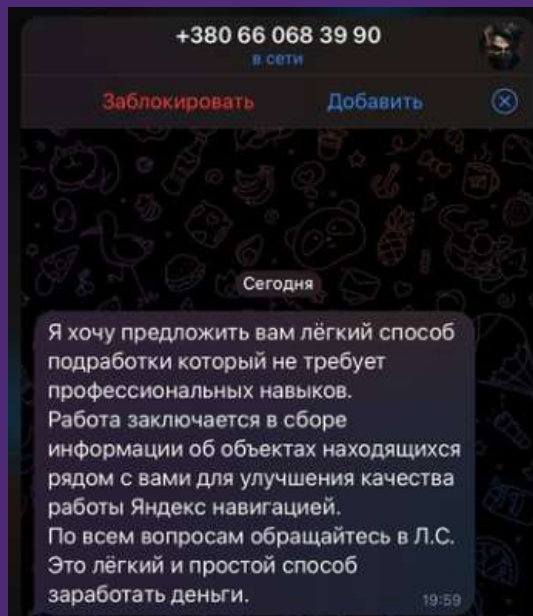 +380 66 068 39 90
в сети
Заблокировать Добавить
Сегодня
Я хочу предложить вам лёгкий способ
подработки который не требует
профессиональных навыков.
Работа заключается в сборе
информации об объектах находящихся
рядом с вами для улучшения качества
работы Яндекс навигацией.
По всем вопросам обращайтесь в Л.С.
Это лёгкий и простой способ
заработать деньги.
19:59